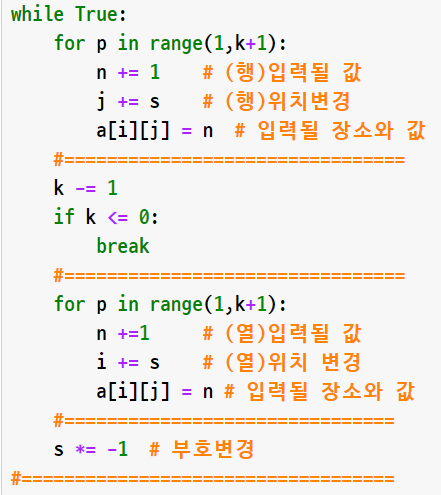 while True:
    for p in range(1,k+1):
        n += 1    # (행)입력될 값
        j += s    # (행)위치변경
        a[i][j] = n  # 입력될 장소와 값
    #================================
    k -= 1
    if k <= 0:
        break
    #================================
    for p in range(1,k+1):
        n +=1     # (열)입력될 값
        i += s    # (열)위치 변경
        a[i][j] = n # 입력될 장소와 값
    #===============================
    s *= -1  # 부호변경
#===================================